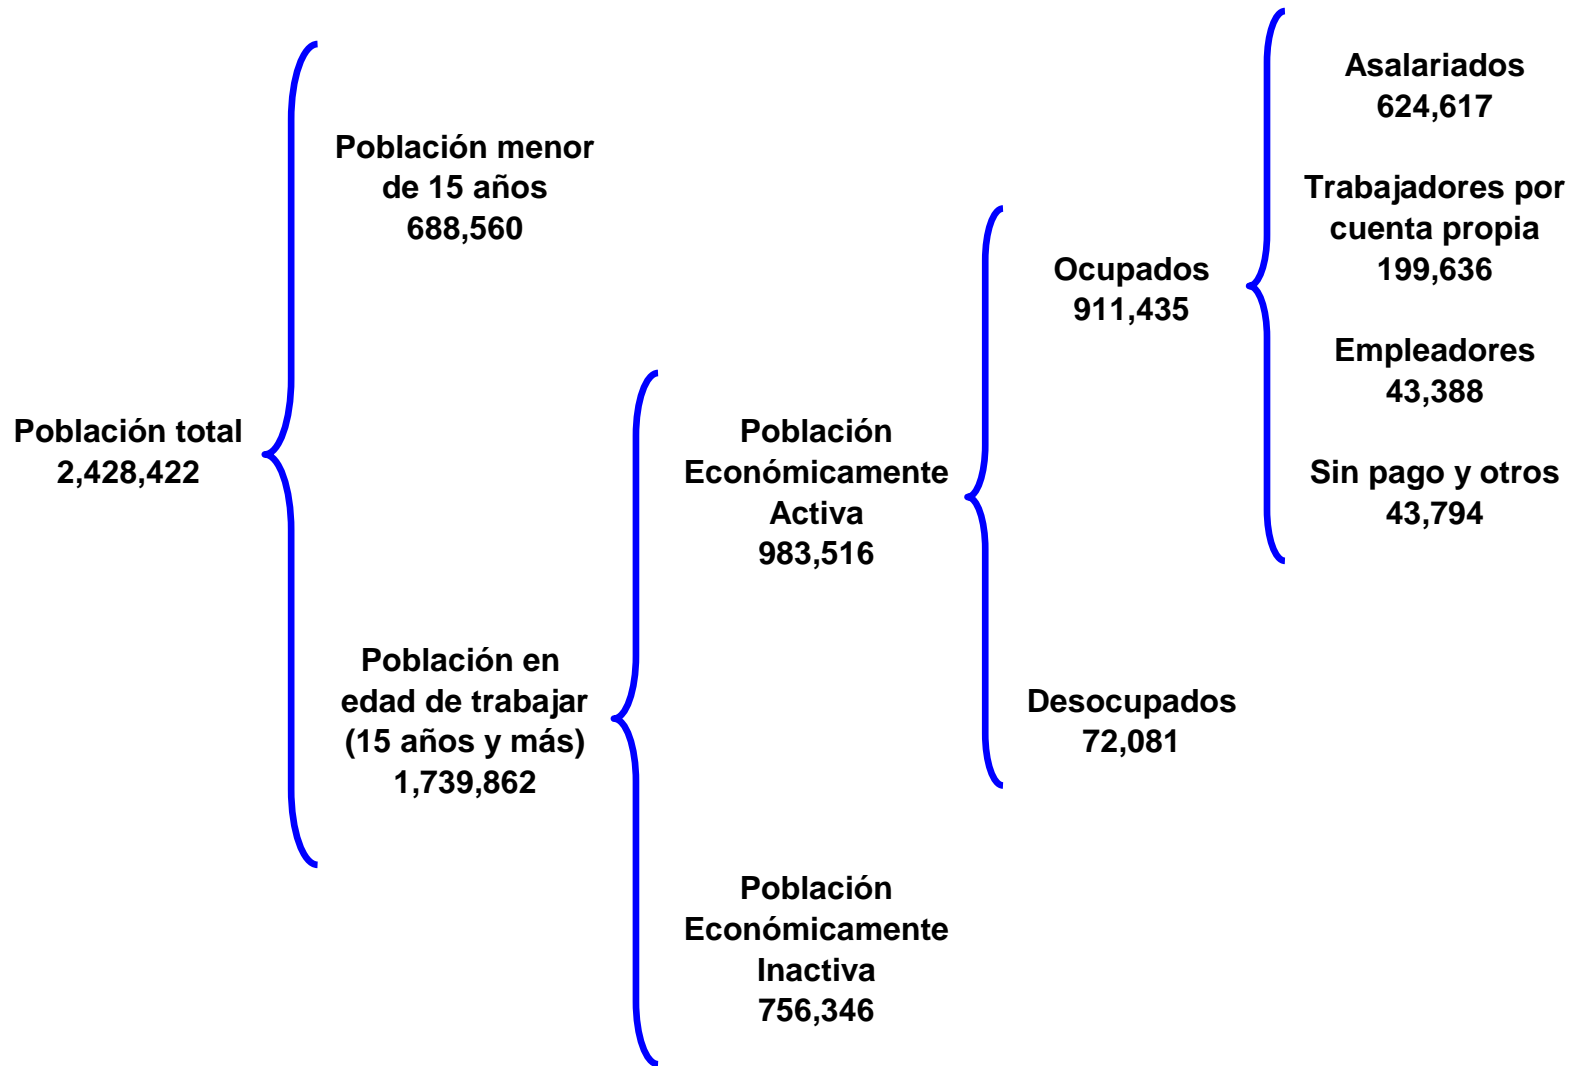 Población total
2,428,422
Población menor
de 15 años
688,560
Población en
edad de trabajar
(15 años y más)
1,739,862
Población
Económicamente
Activa
983,516
Población
Económicamente
Inactiva
756,346
Ocupados
911,435
Desocupados
72,081
Asalariados
624,617
Trabajadores por
cuenta propia
199,636
Empleadores
43,388
Sin pago y otros
43,794